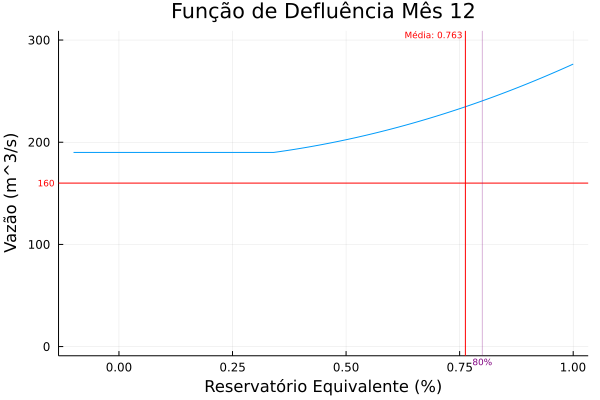 Função de Defluência Mês 12
Média: 0.763
300
200
160
100
0
Vazão (m^3/s)
0.00
0.25
0.50
0.75
80%
1.00
Reservatório Equivalente (%)